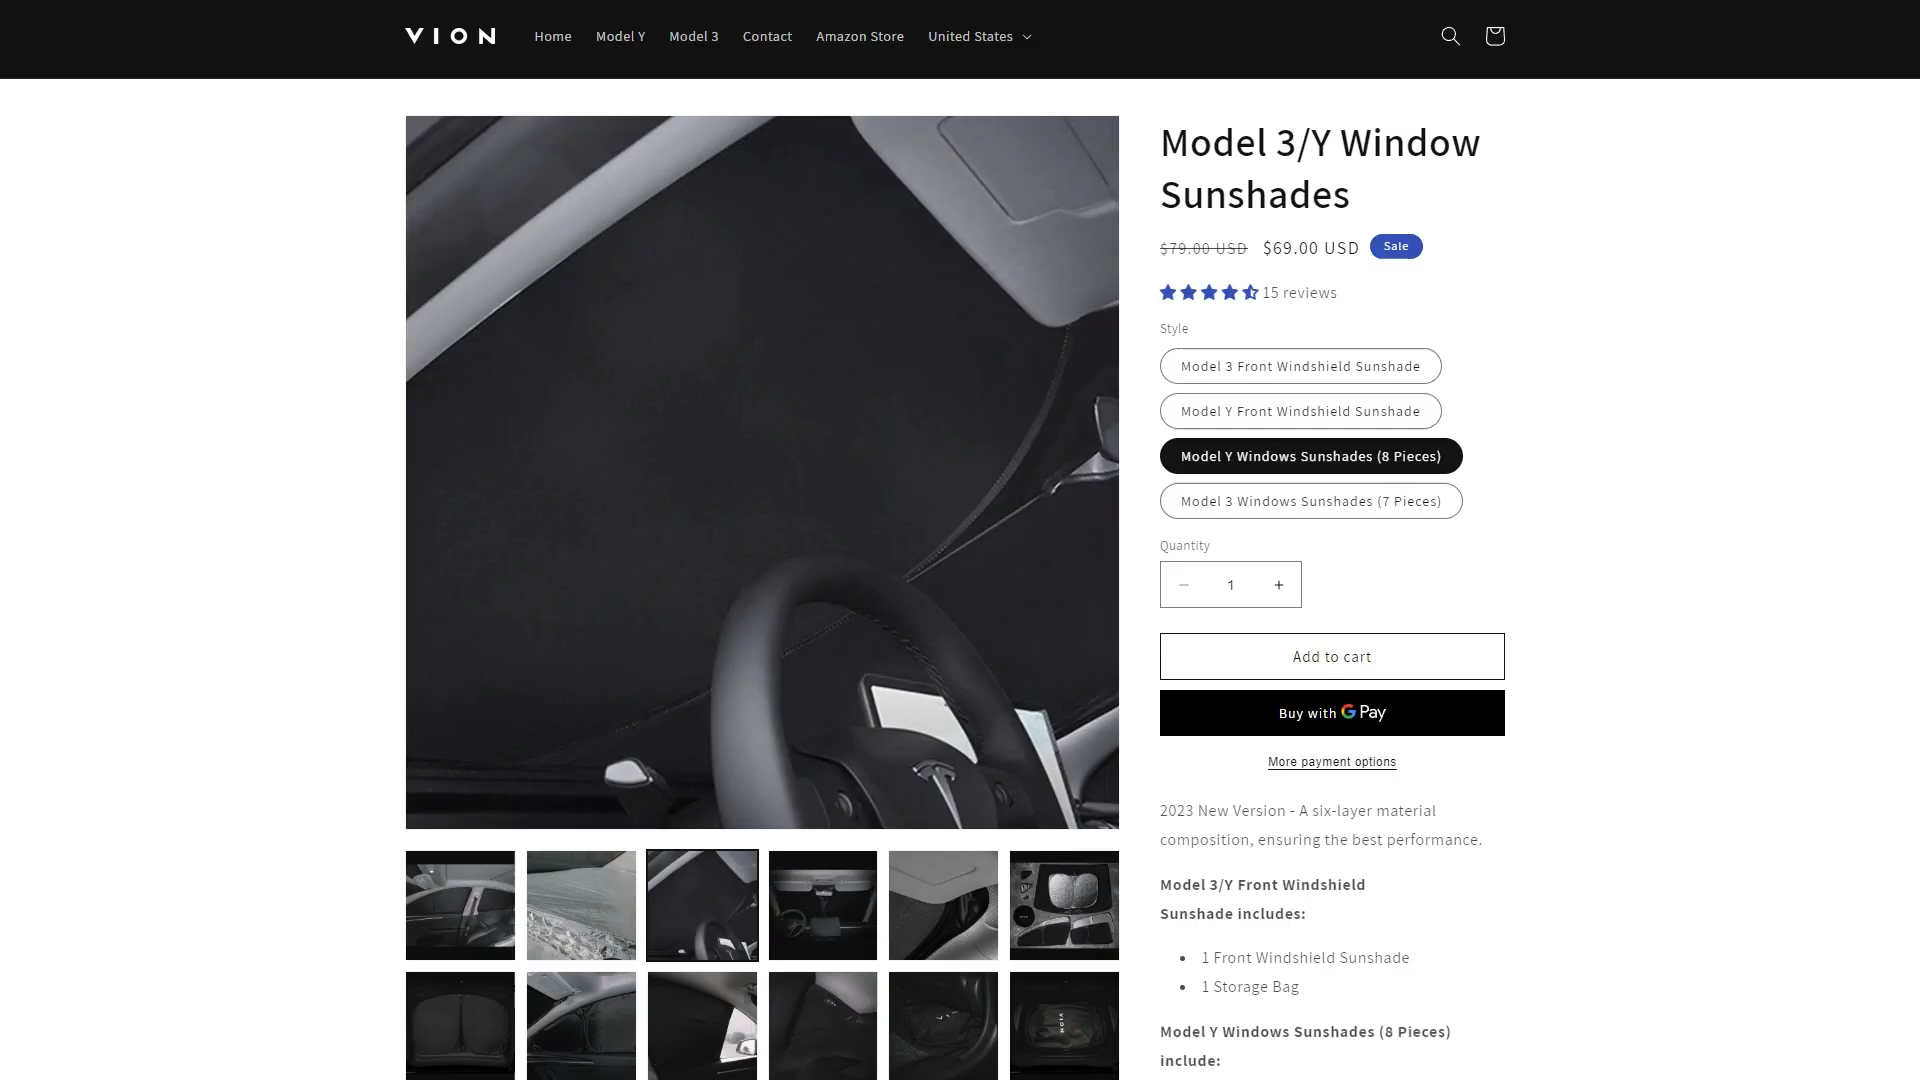 VION
Home
Model Y
Model 3
Contact
Amazon Store
United States
Model 3/Y Window
Sunshades
$79.00 USD
$69.00 USD
Sale
15 reviews
Style
Model 3 Front Windshield Sunshade
Model Y Front Windshield Sunshade
Model Y Windows Sunshades (8 Pieces)
Model 3 Windows Sunshades (7 Pieces)
Quantity
− 1 +
Add to cart
Buy with G Pay
More payment options
2023 New Version - A six-layer material
composition, ensuring the best performance.
Model 3/Y Front Windshield
Sunshade includes:
• 1 Front Windshield Sunshade
• 1 Storage Bag
Model Y Windows Sunshades (8 Pieces)
include:
VION